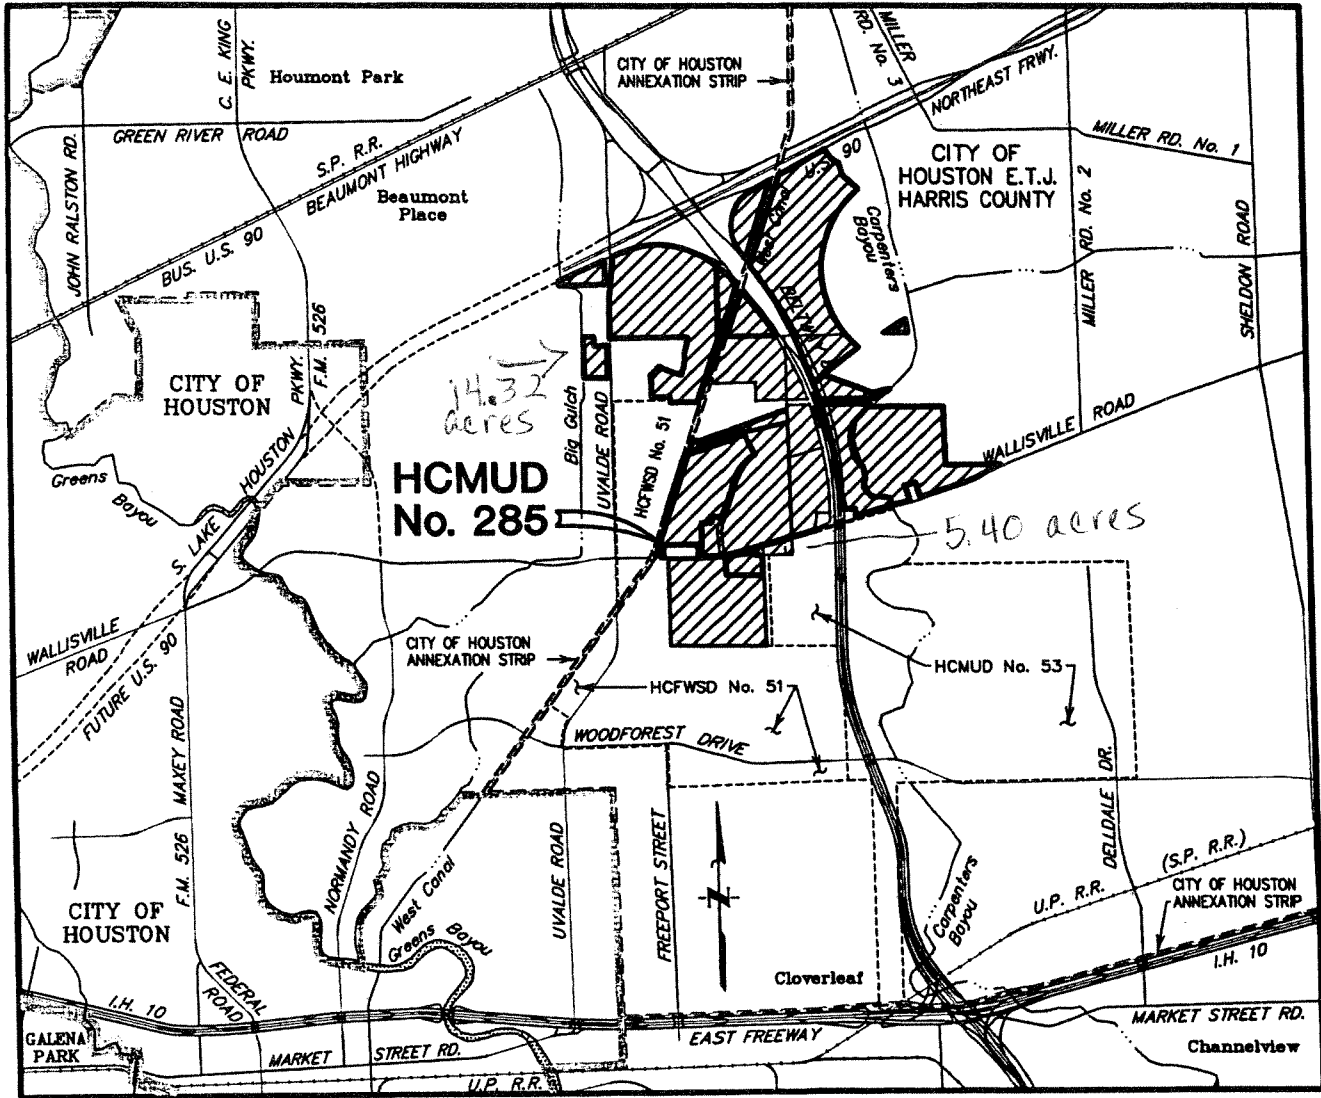 C. E. KING
PKWY.
Houmont Park
CITY OF HOUSTON
ANNEXATION STRIP
MILLER
RD. No. 3
NORTHEAST FRWY.
JOHN RALSTON RD.
GREEN RIVER ROAD
S.P. R.R.
BEAUMONT HIGHWAY
Beaumont
Place
BUS. U.S. 90
U.S. 90
CITY OF
HOUSTON E.T.J.
HARRIS COUNTY
MILLER RD. No. 1
MILLER RD. No. 2
SHELDON ROAD
West Canal
Carpenters
Bayou
BELTWAY
CITY OF
HOUSTON
PKWY.
F.M. 526
14.32
acres
Big Gulch
UVALDE ROAD
HCFWSD No. 51
WALLISVILLE ROAD
Greens
Bayou
S. LAKE HOUSTON
HCMUD
No. 285
5.40 acres
WALLISVILLE
ROAD
FUTURE U.S. 90
CITY OF HOUSTON
ANNEXATION STRIP
HCFWSD No. 51
HCMUD No. 53
F.M. 526 MAXEY ROAD
WOODFOREST DRIVE
NORMANDY ROAD
West Canal
UVALDE ROAD
FREEPORT STREET
N
DELLDALE DR.
Carpenters
Bayou
(S.P. R.R.)
U.P. R.R.
CITY OF HOUSTON
ANNEXATION STRIP
CITY OF
HOUSTON
Greens Bayou
Cloverleaf
I.H. 10
I.H. 10
FEDERAL
ROAD
GALENA
PARK
MARKET STREET RD.
EAST FREEWAY
MARKET STREET RD.
Channelview
U.P. R.R.